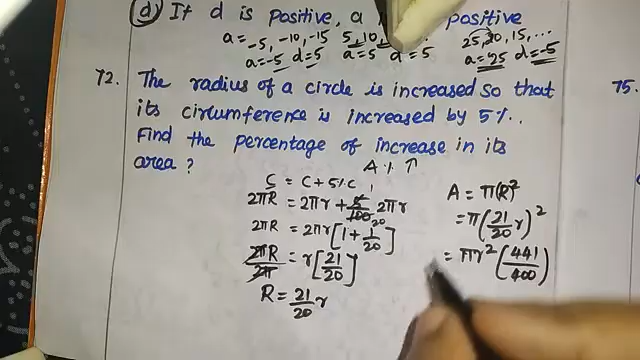 (d) If d is positive, a positive
a = -5, -10, -15 5, 10, 25, 20, 15, ...
a = -5 d = 5 a = 5 d = 5 a = 25 d = -5
72. The radius of a circle is increased so that 75.
its circumference is increased by 5%.
Find the percentage of increase in its
area? A % ↑
C = C + 5% C
2πR = 2πr + 5/100 20 1 2πr
2πR = 2πr [1 + 1/20]
2πR/2π = r [21/20]
R = 21/20 r
A = π(R)²
= π (21/20 r)²
= πr² (441/400)